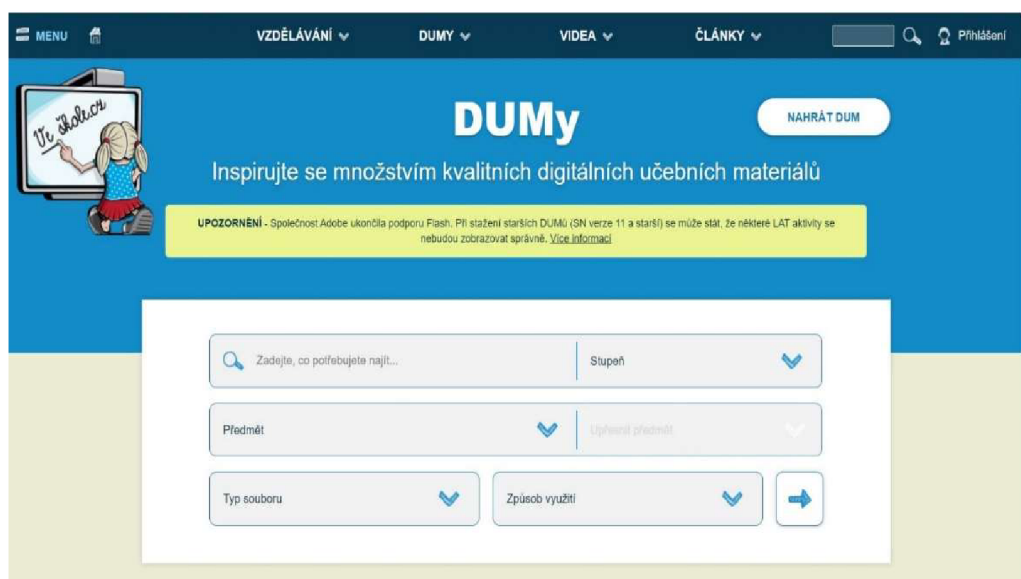 MENU VZDĚLÁVÁNÍ DUMY VIDEA ČLÁNKY Přihlášení
Ve škole.cz
DUMy
NAHRÁT DUM
Inspirujte se množstvím kvalitních digitálních učebních materiálů
UPOZORNĚNÍ - Společnost Adobe ukončila podporu Flash. Při stažení starších DUMů (SN verze 11 a starší) se může stát, že některé LAT aktivity se
nebudou zobrazovat správně. Více informací
Zadejte, co potřebujete najít... Stupeň
Předmět Upřesnit předmět
Typ souboru Způsob využití